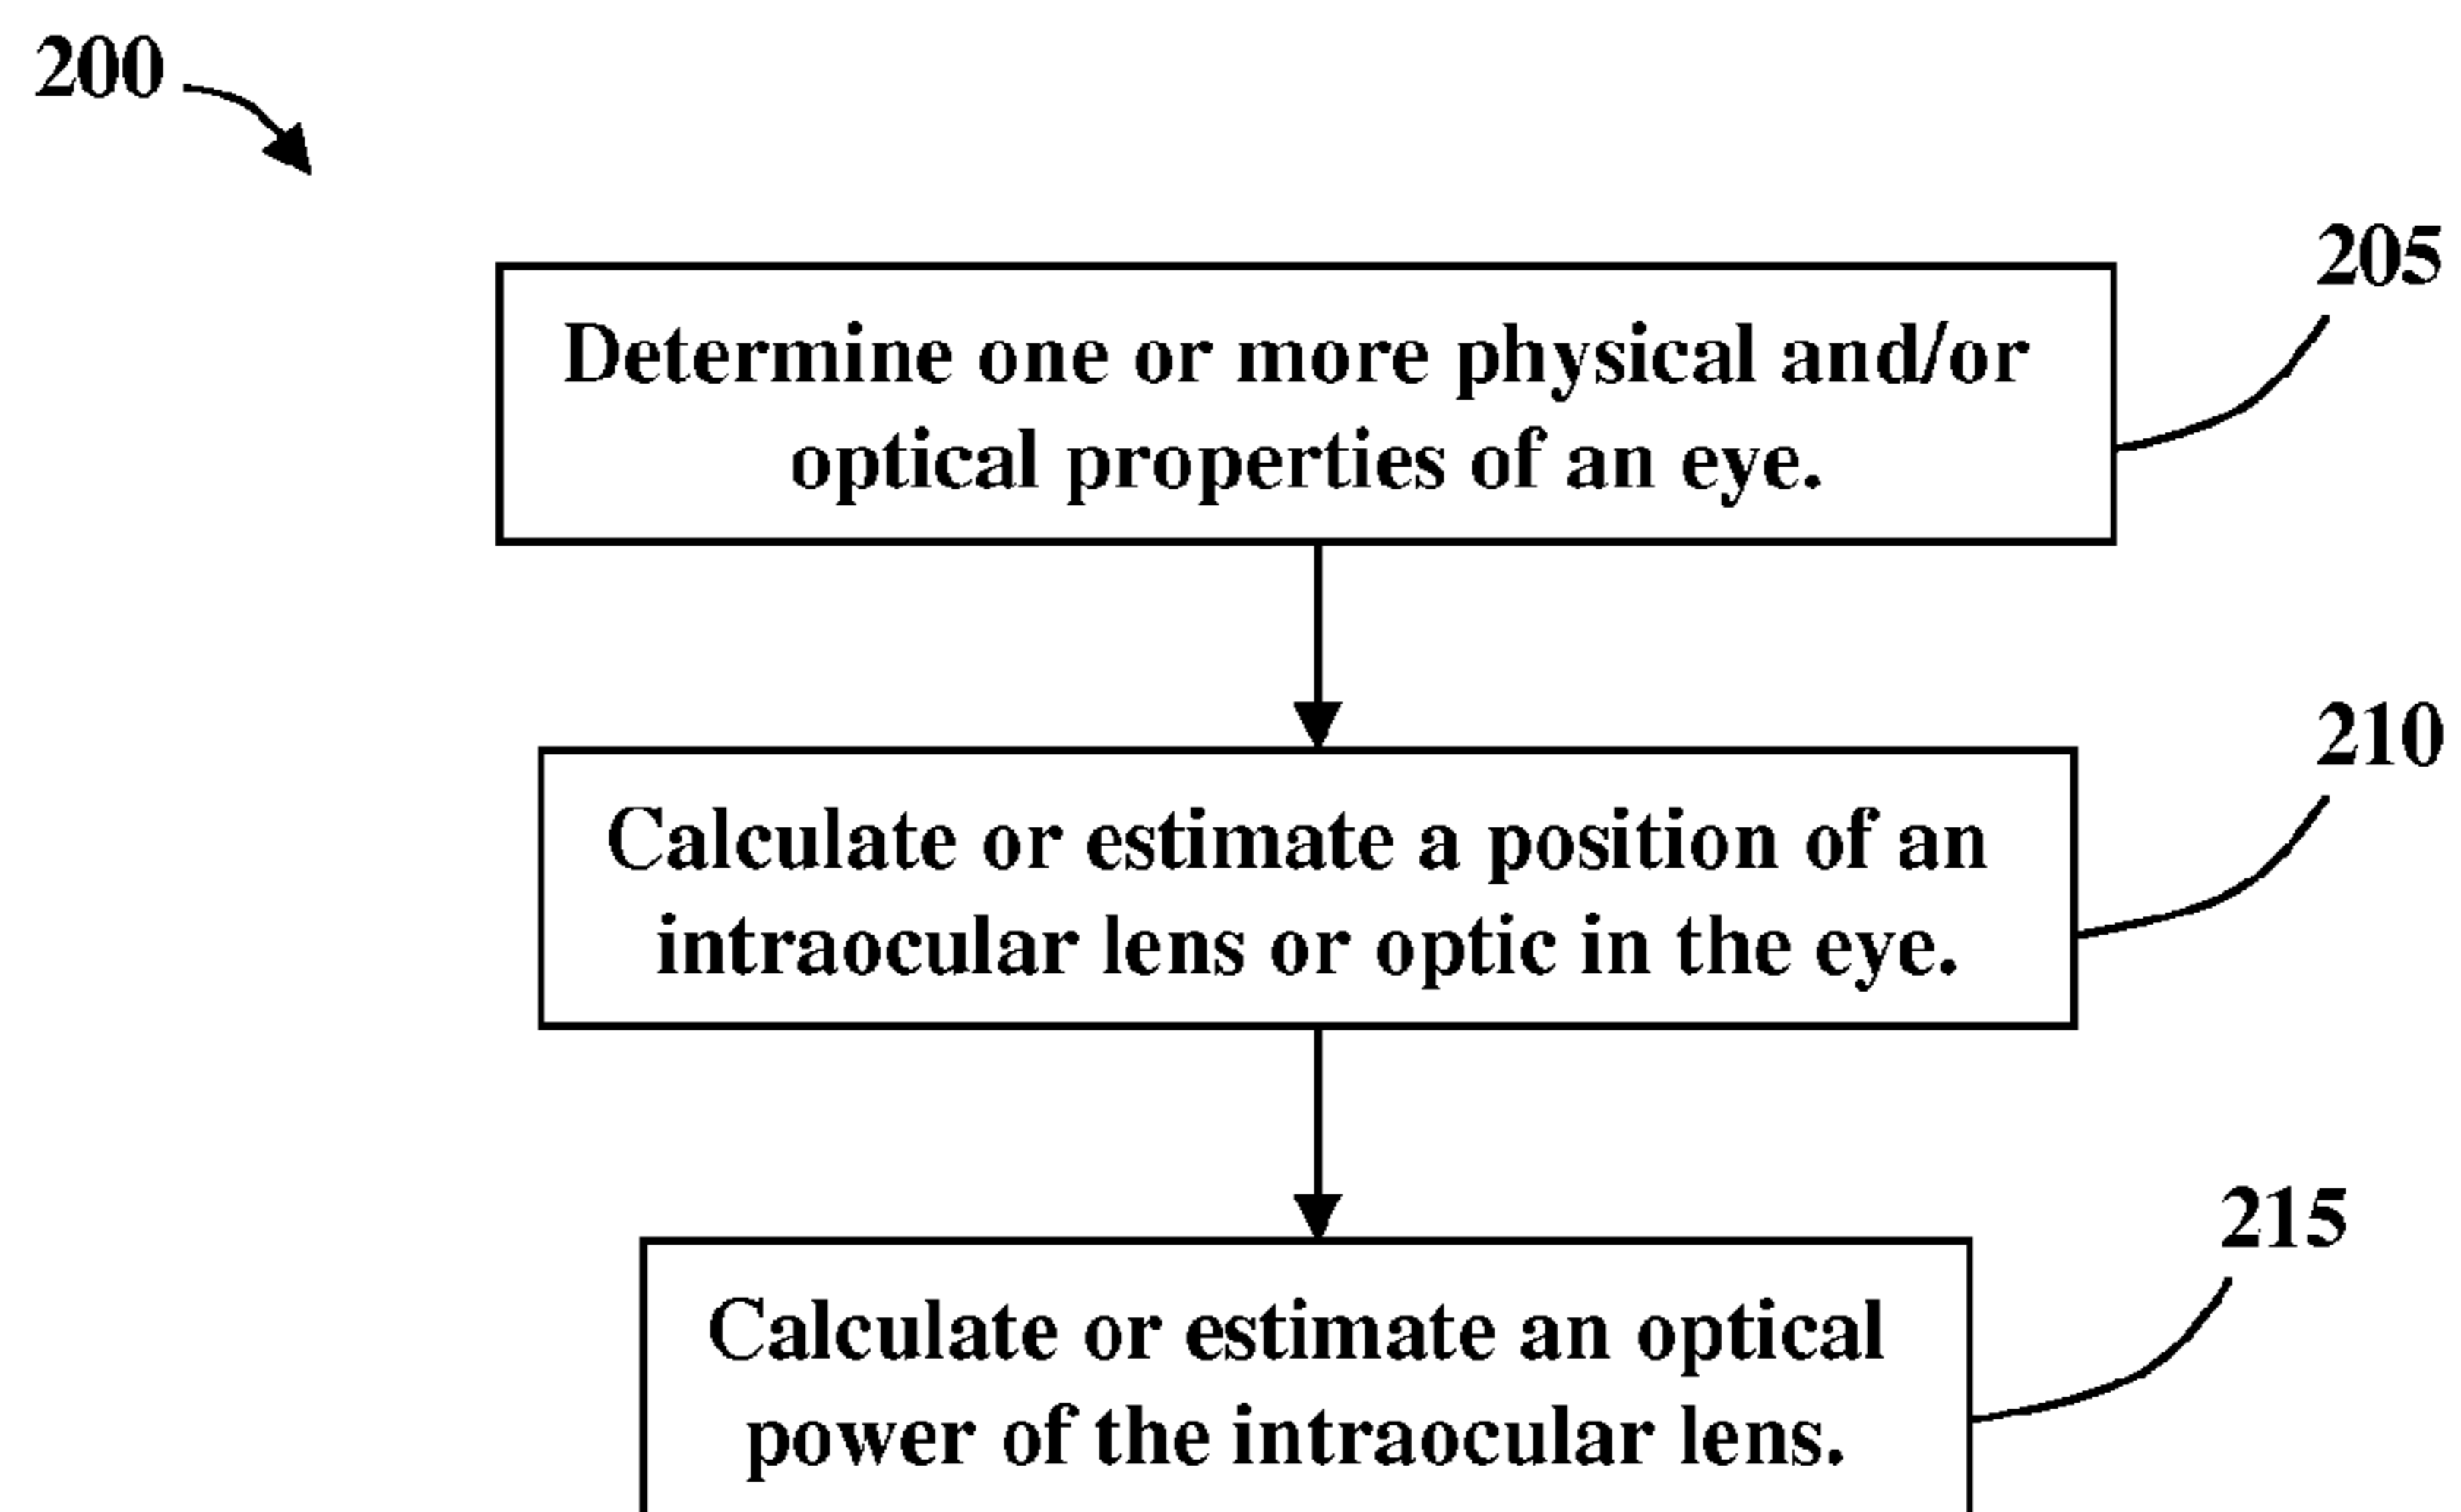 200
205
Determine one or more physical and/or
optical properties of an eye.
210
Calculate or estimate a position of an
intraocular lens or optic in the eye.
215
Calculate or estimate an optical
power of the intraocular lens.